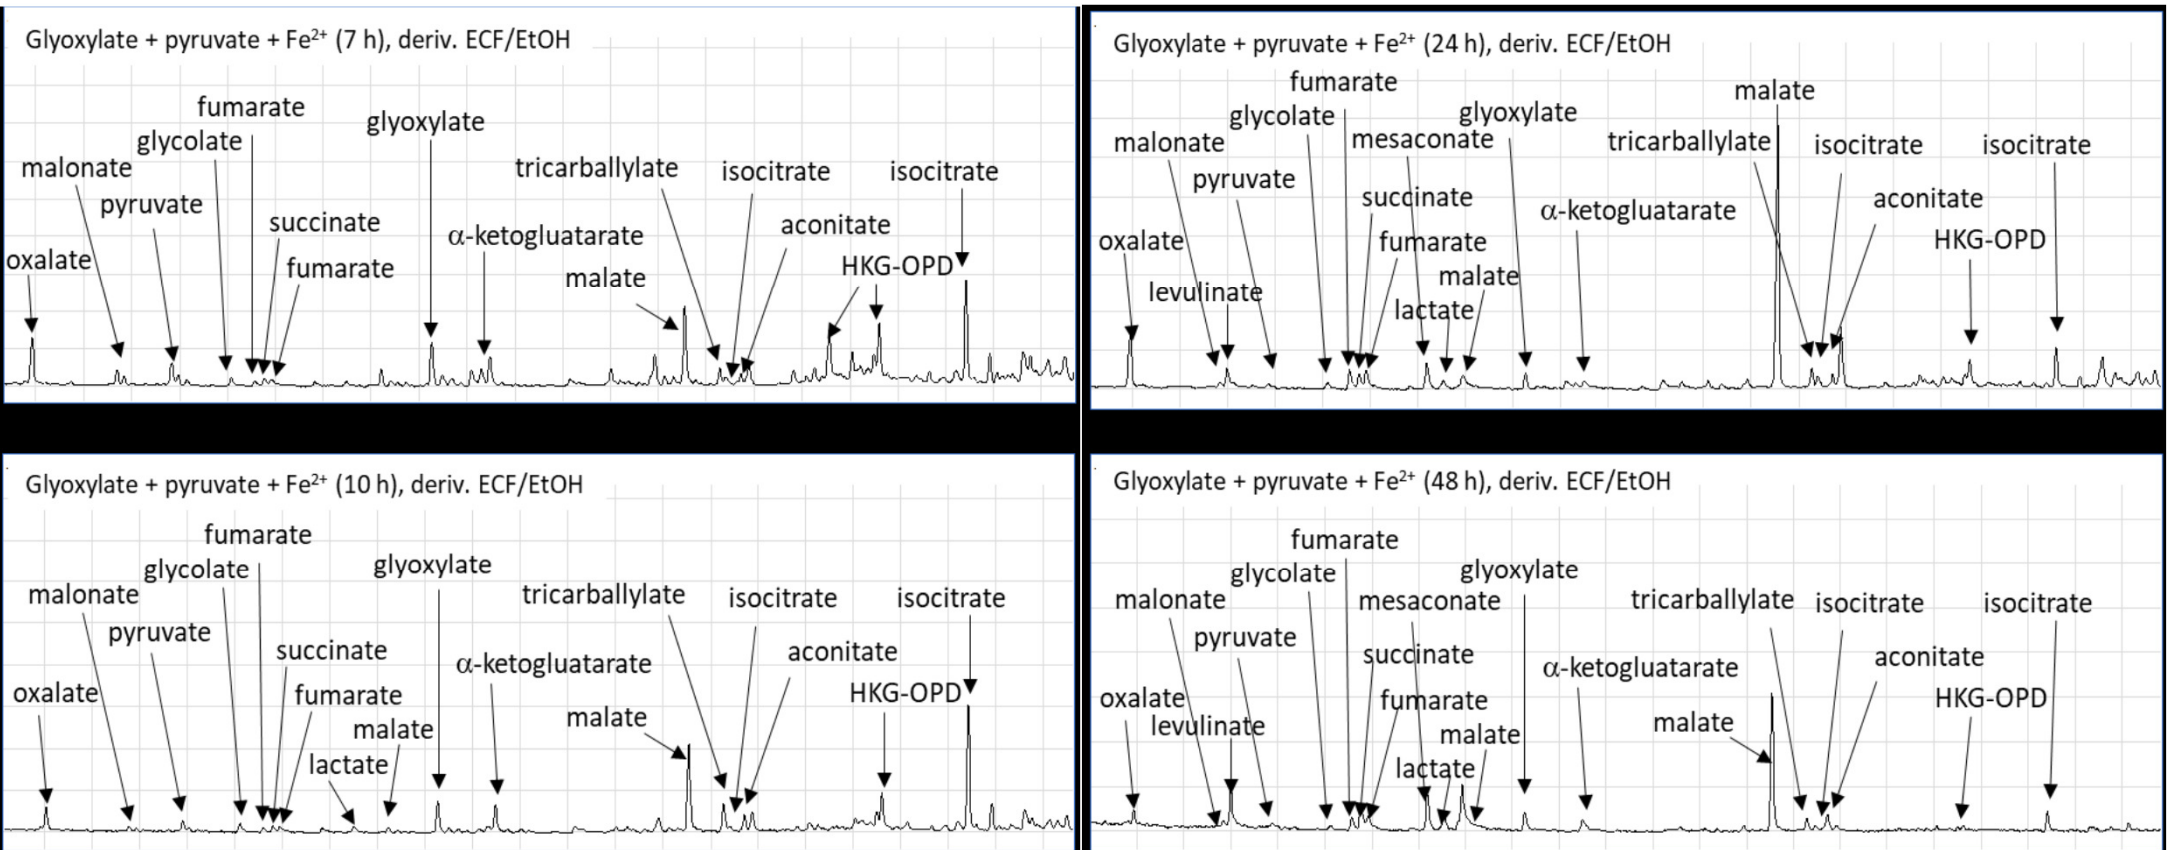 Glyoxylate + pyruvate + Fe²⁺ (7 h), deriv. ECF/EtOH
fumarate
glycolate
glyoxylate
malonate
tricarballylate
isocitrate
isocitrate
pyruvate
succinate
aconitate
α-ketogluatarate
oxalate
fumarate
malate
HKG-OPD
Glyoxylate + pyruvate + Fe²⁺ (24 h), deriv. ECF/EtOH
fumarate
malate
glycolate
glyoxylate
malonate
mesaconate
tricarballylate
isocitrate
isocitrate
pyruvate
succinate
α-ketogluatarate
aconitate
oxalate
fumarate
HKG-OPD
malate
levulinate
lactate
Glyoxylate + pyruvate + Fe²⁺ (10 h), deriv. ECF/EtOH
fumarate
glycolate
glyoxylate
malonate
tricarballylate
isocitrate
isocitrate
pyruvate
succinate
aconitate
α-ketogluatarate
oxalate
fumarate
HKG-OPD
malate
malate
lactate
Glyoxylate + pyruvate + Fe²⁺ (48 h), deriv. ECF/EtOH
fumarate
glycolate
glyoxylate
malonate
mesaconate
tricarballylate
isocitrate
isocitrate
pyruvate
succinate
α-ketogluatarate
aconitate
oxalate
fumarate
HKG-OPD
levulinate
malate
malate
lactate